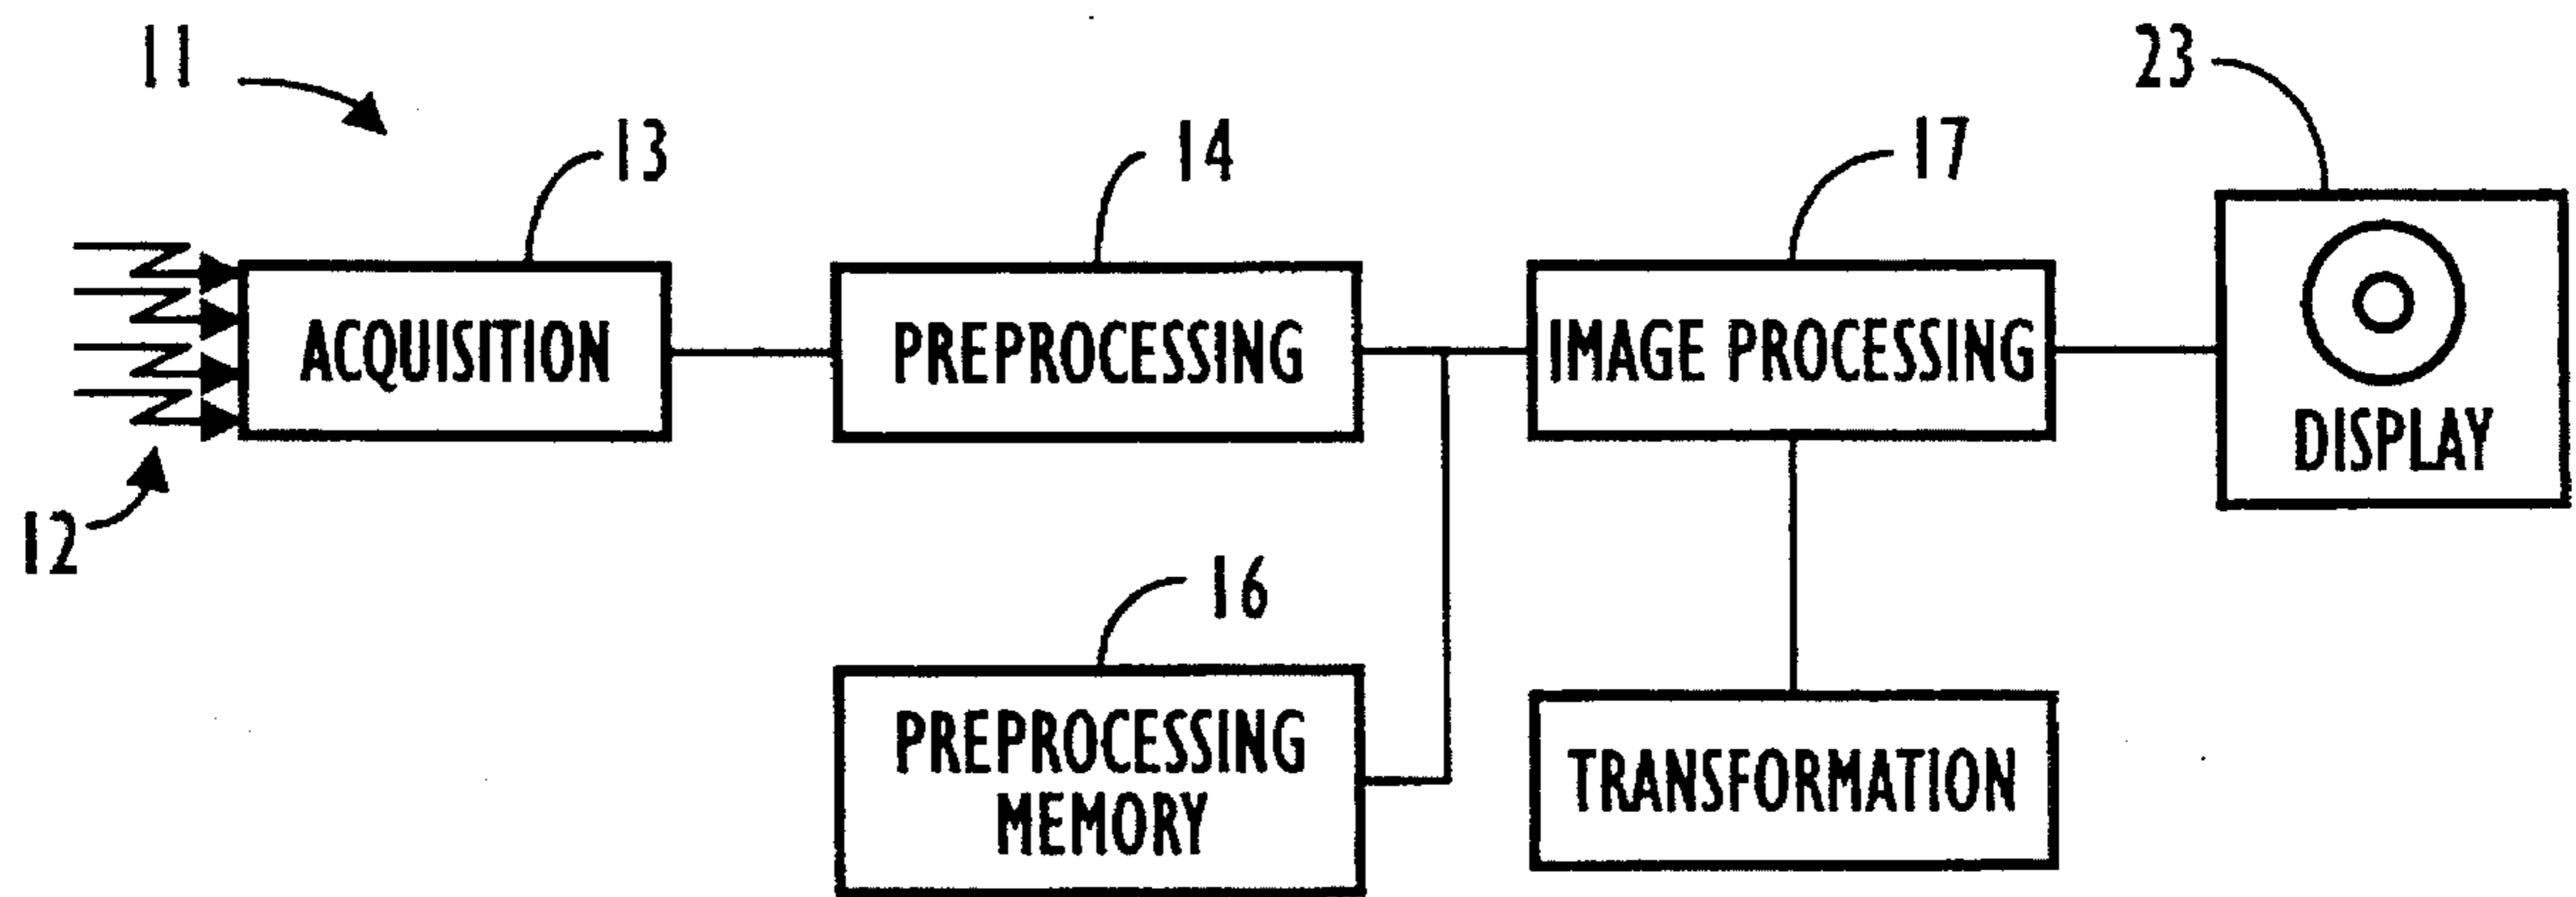 11
23
13
14
17
ACQUISITION
PREPROCESSING
IMAGE PROCESSING
DISPLAY
12
16
PREPROCESSING
MEMORY
TRANSFORMATION